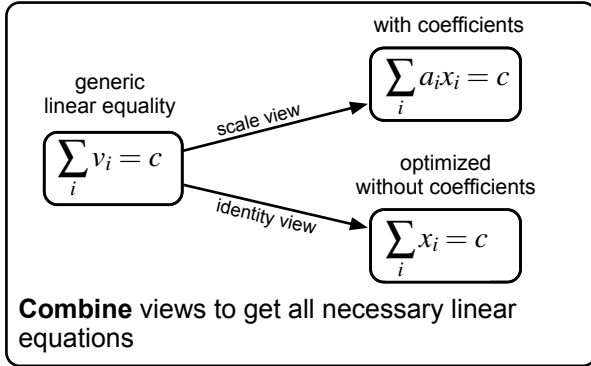 with coefficients
∑_i a_i x_i = c
generic
linear equality
scale view
∑_i v_i = c
optimized
without coefficients
identity view
∑_i x_i = c
Combine views to get all necessary linear
equations